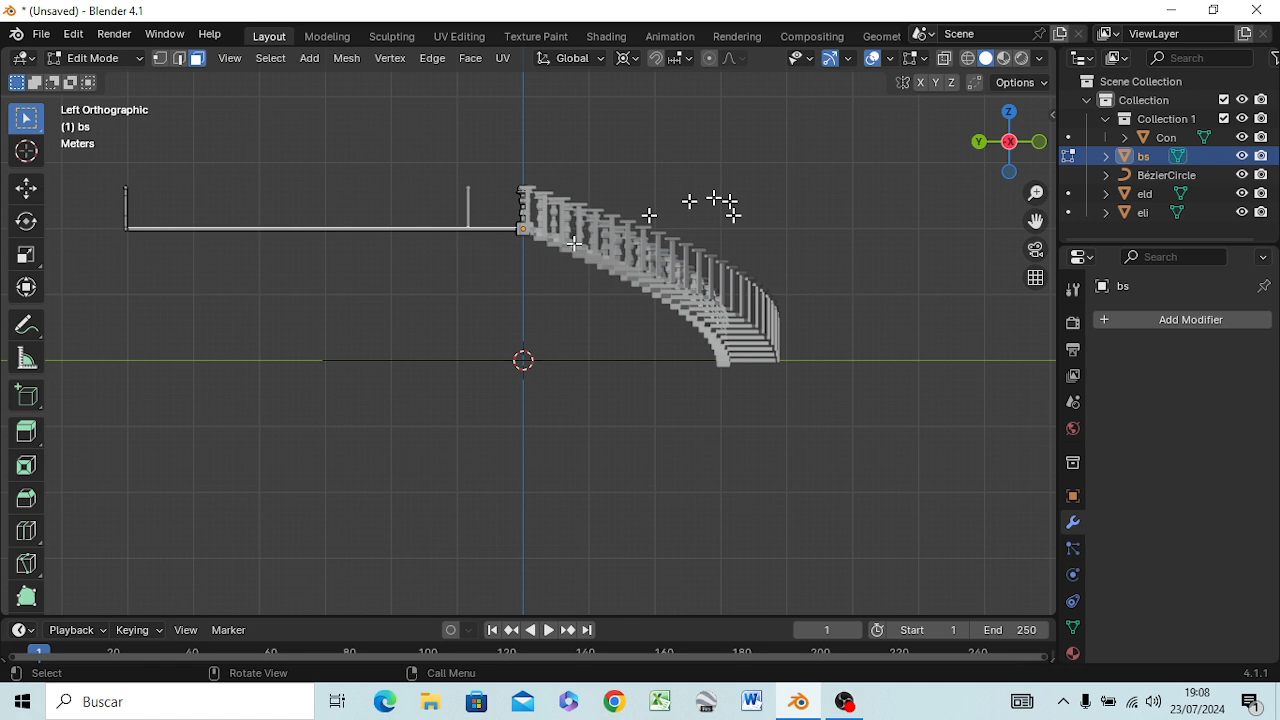 * (Unsaved) - Blender 4.1
File Edit Render Window Help Layout Modeling Sculpting UV Editing Texture Paint Shading Animation Rendering Compositing Geomet Scene ViewLayer
Edit Mode View Select Add Mesh Vertex Edge Face UV Global Search
X Y Z Options
Left Orthographic
(1) bs
Meters
Scene Collection
Collection
Collection 1
Con
bs
BézierCircle
eld
eli
Z
Y
-X
Search
bs
Add Modifier
Playback Keying View Marker 1 Start 1 End 250
1 20 40 60 80 100 120 140 160 180 200 220 240
Select Rotate View Call Menu 4.1.1
Buscar
19:08
23/07/2024
1